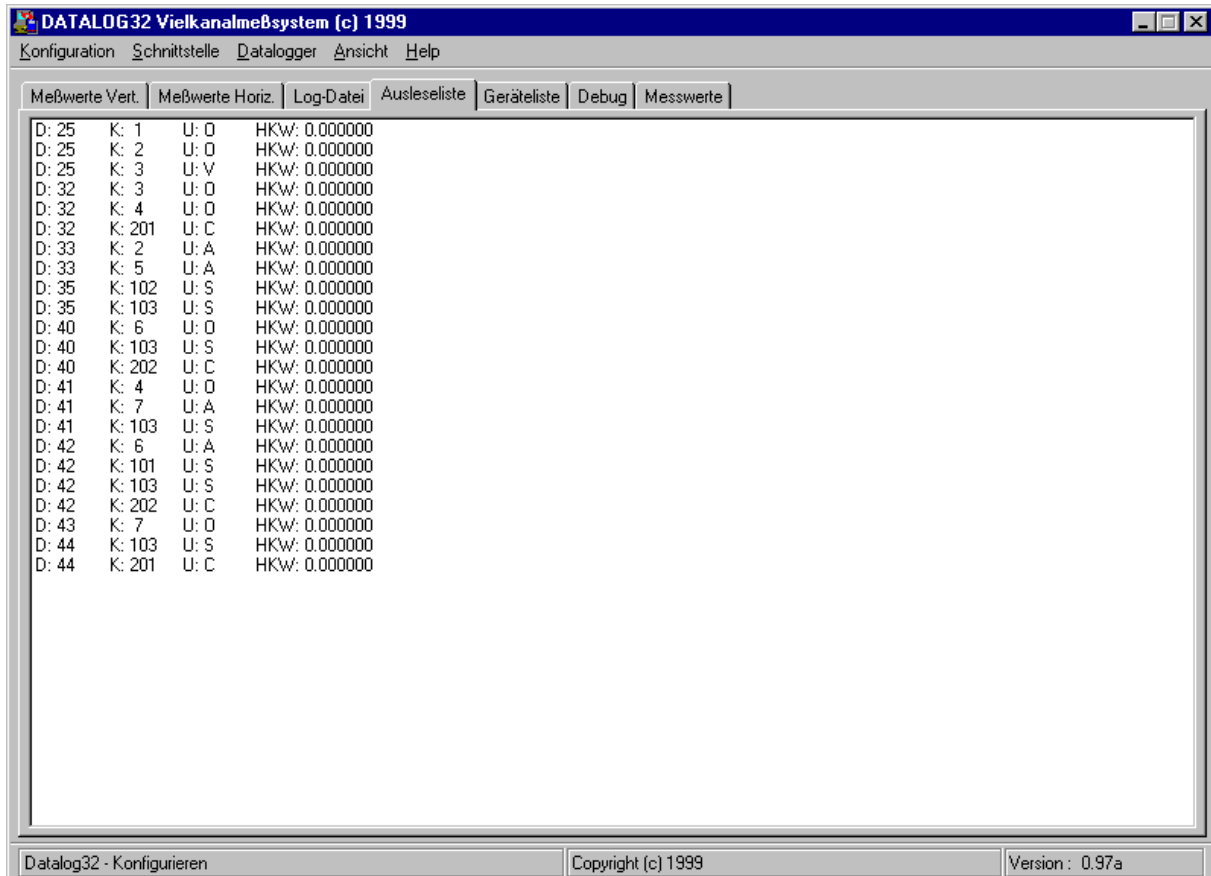 DATALOG32 Vielkanalmeßsystem (c) 1999
Konfiguration Schnittstelle Datalogger Ansicht Help
Meßwerte Vert. Meßwerte Horiz. Log-Datei Ausleseliste Geräteliste Debug Messwerte
D: 25 K: 1 U: O HKW: 0.000000
D: 25 K: 2 U: O HKW: 0.000000
D: 25 K: 3 U: V HKW: 0.000000
D: 32 K: 3 U: O HKW: 0.000000
D: 32 K: 4 U: O HKW: 0.000000
D: 32 K: 201 U: C HKW: 0.000000
D: 33 K: 2 U: A HKW: 0.000000
D: 33 K: 5 U: A HKW: 0.000000
D: 35 K: 102 U: S HKW: 0.000000
D: 35 K: 103 U: S HKW: 0.000000
D: 40 K: 6 U: O HKW: 0.000000
D: 40 K: 103 U: S HKW: 0.000000
D: 40 K: 202 U: C HKW: 0.000000
D: 41 K: 4 U: O HKW: 0.000000
D: 41 K: 7 U: A HKW: 0.000000
D: 41 K: 103 U: S HKW: 0.000000
D: 42 K: 6 U: A HKW: 0.000000
D: 42 K: 101 U: S HKW: 0.000000
D: 42 K: 103 U: S HKW: 0.000000
D: 42 K: 202 U: C HKW: 0.000000
D: 43 K: 7 U: O HKW: 0.000000
D: 44 K: 103 U: S HKW: 0.000000
D: 44 K: 201 U: C HKW: 0.000000
Datalog32 - Konfigurieren Copyright (c) 1999 Version : 0.97a